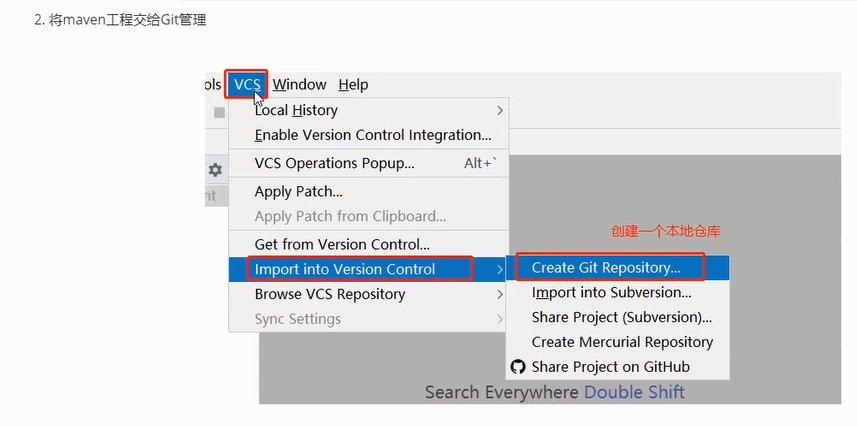 2. 将maven工程交给Git管理
ols VCS Window Help
Local History
Enable Version Control Integration...
VCS Operations Popup... Alt+`
Apply Patch...
nt
Apply Patch from Clipboard...
创建一个本地仓库
Get from Version Control...
Import into Version Control
Create Git Repository...
Browse VCS Repository
Import into Subversion...
Sync Settings
Share Project (Subversion)...
Create Mercurial Repository
Share Project on GitHub
Search Everywhere Double Shift